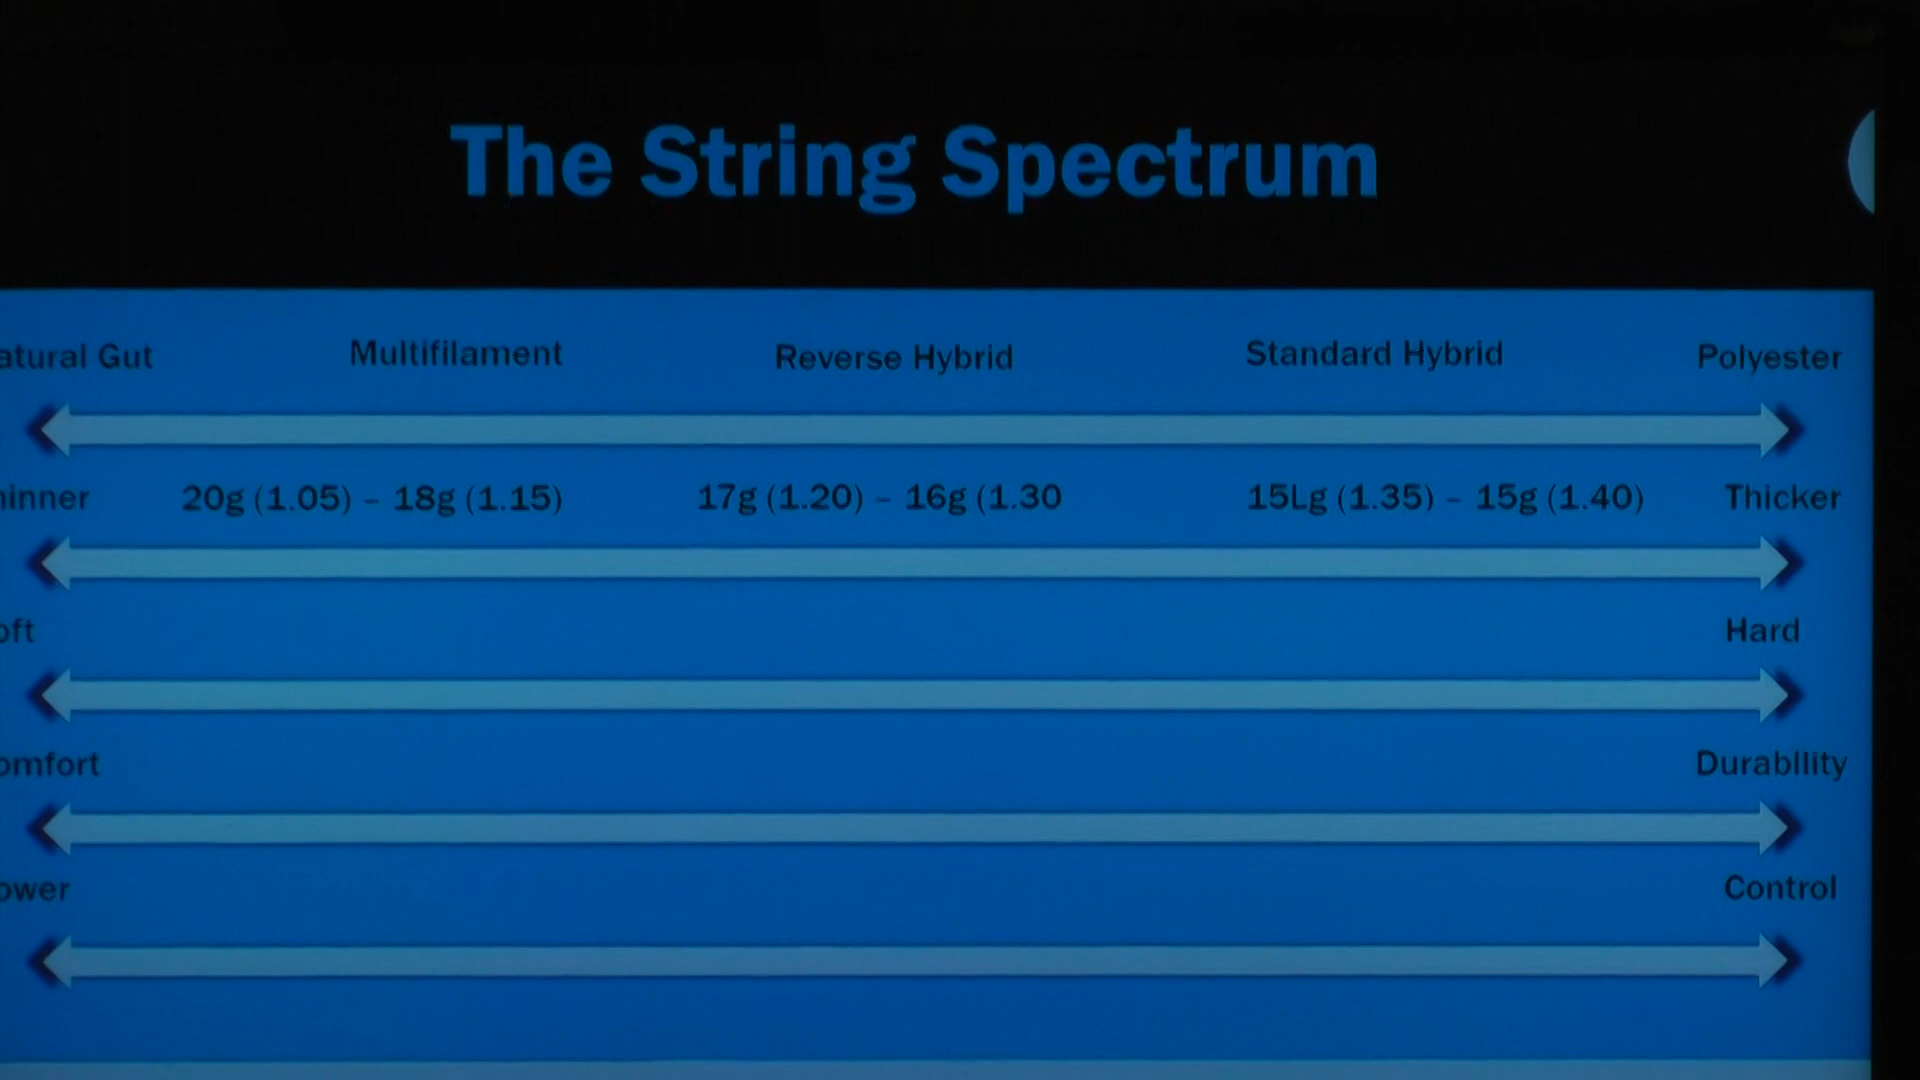 The String Spectrum
atural Gut Multifilament Reverse Hybrid Standard Hybrid Polyester
hinner 20g (1.05) – 18g (1.15) 17g (1.20) – 16g (1.30 15Lg (1.35) – 15g (1.40) Thicker
oft Hard
omfort Durability
ower Control